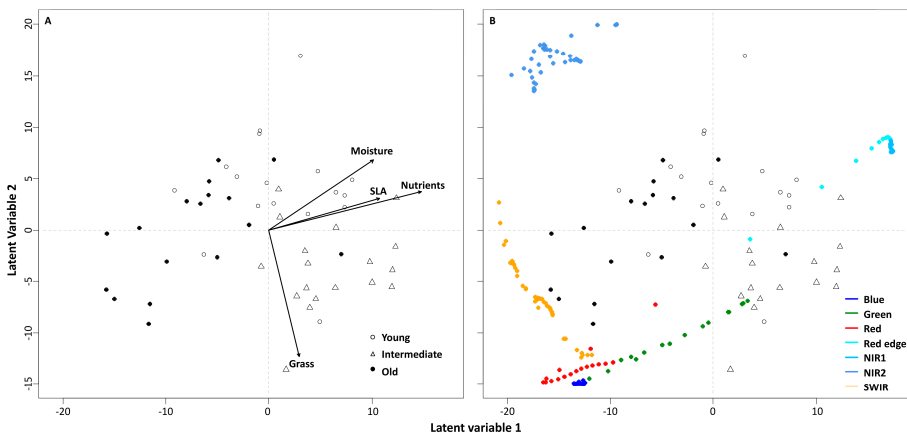 A
B
Latent Variable 2
20
15
10
5
0
-5
-10
-15
Moisture
SLA
Nutrients
Grass
Young
Intermediate
Old
-20
-10
0
10
-20
-10
0
10
Blue
Green
Red
Red edge
NIR1
NIR2
SWIR
Latent variable 1